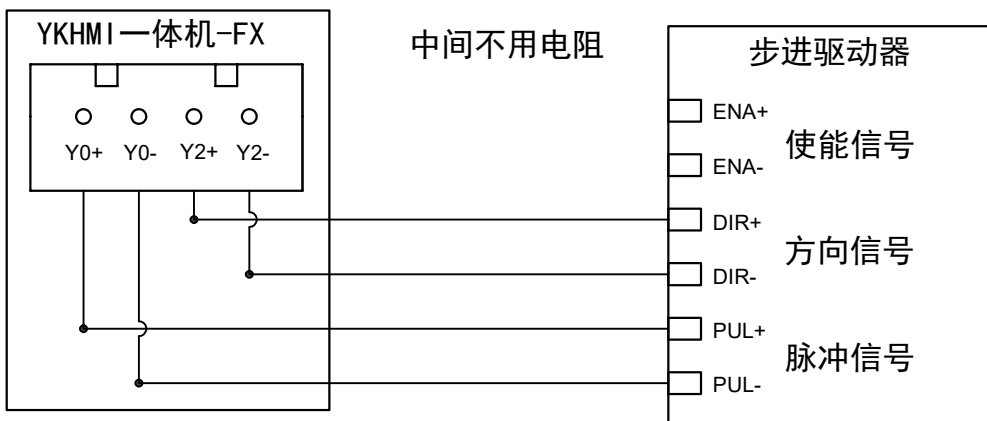 YKHMI一体机-FX
中间不用电阻
步进驱动器
Y0+ Y0- Y2+ Y2-
ENA+
使能信号
ENA-
DIR+
方向信号
DIR-
PUL+
脉冲信号
PUL-